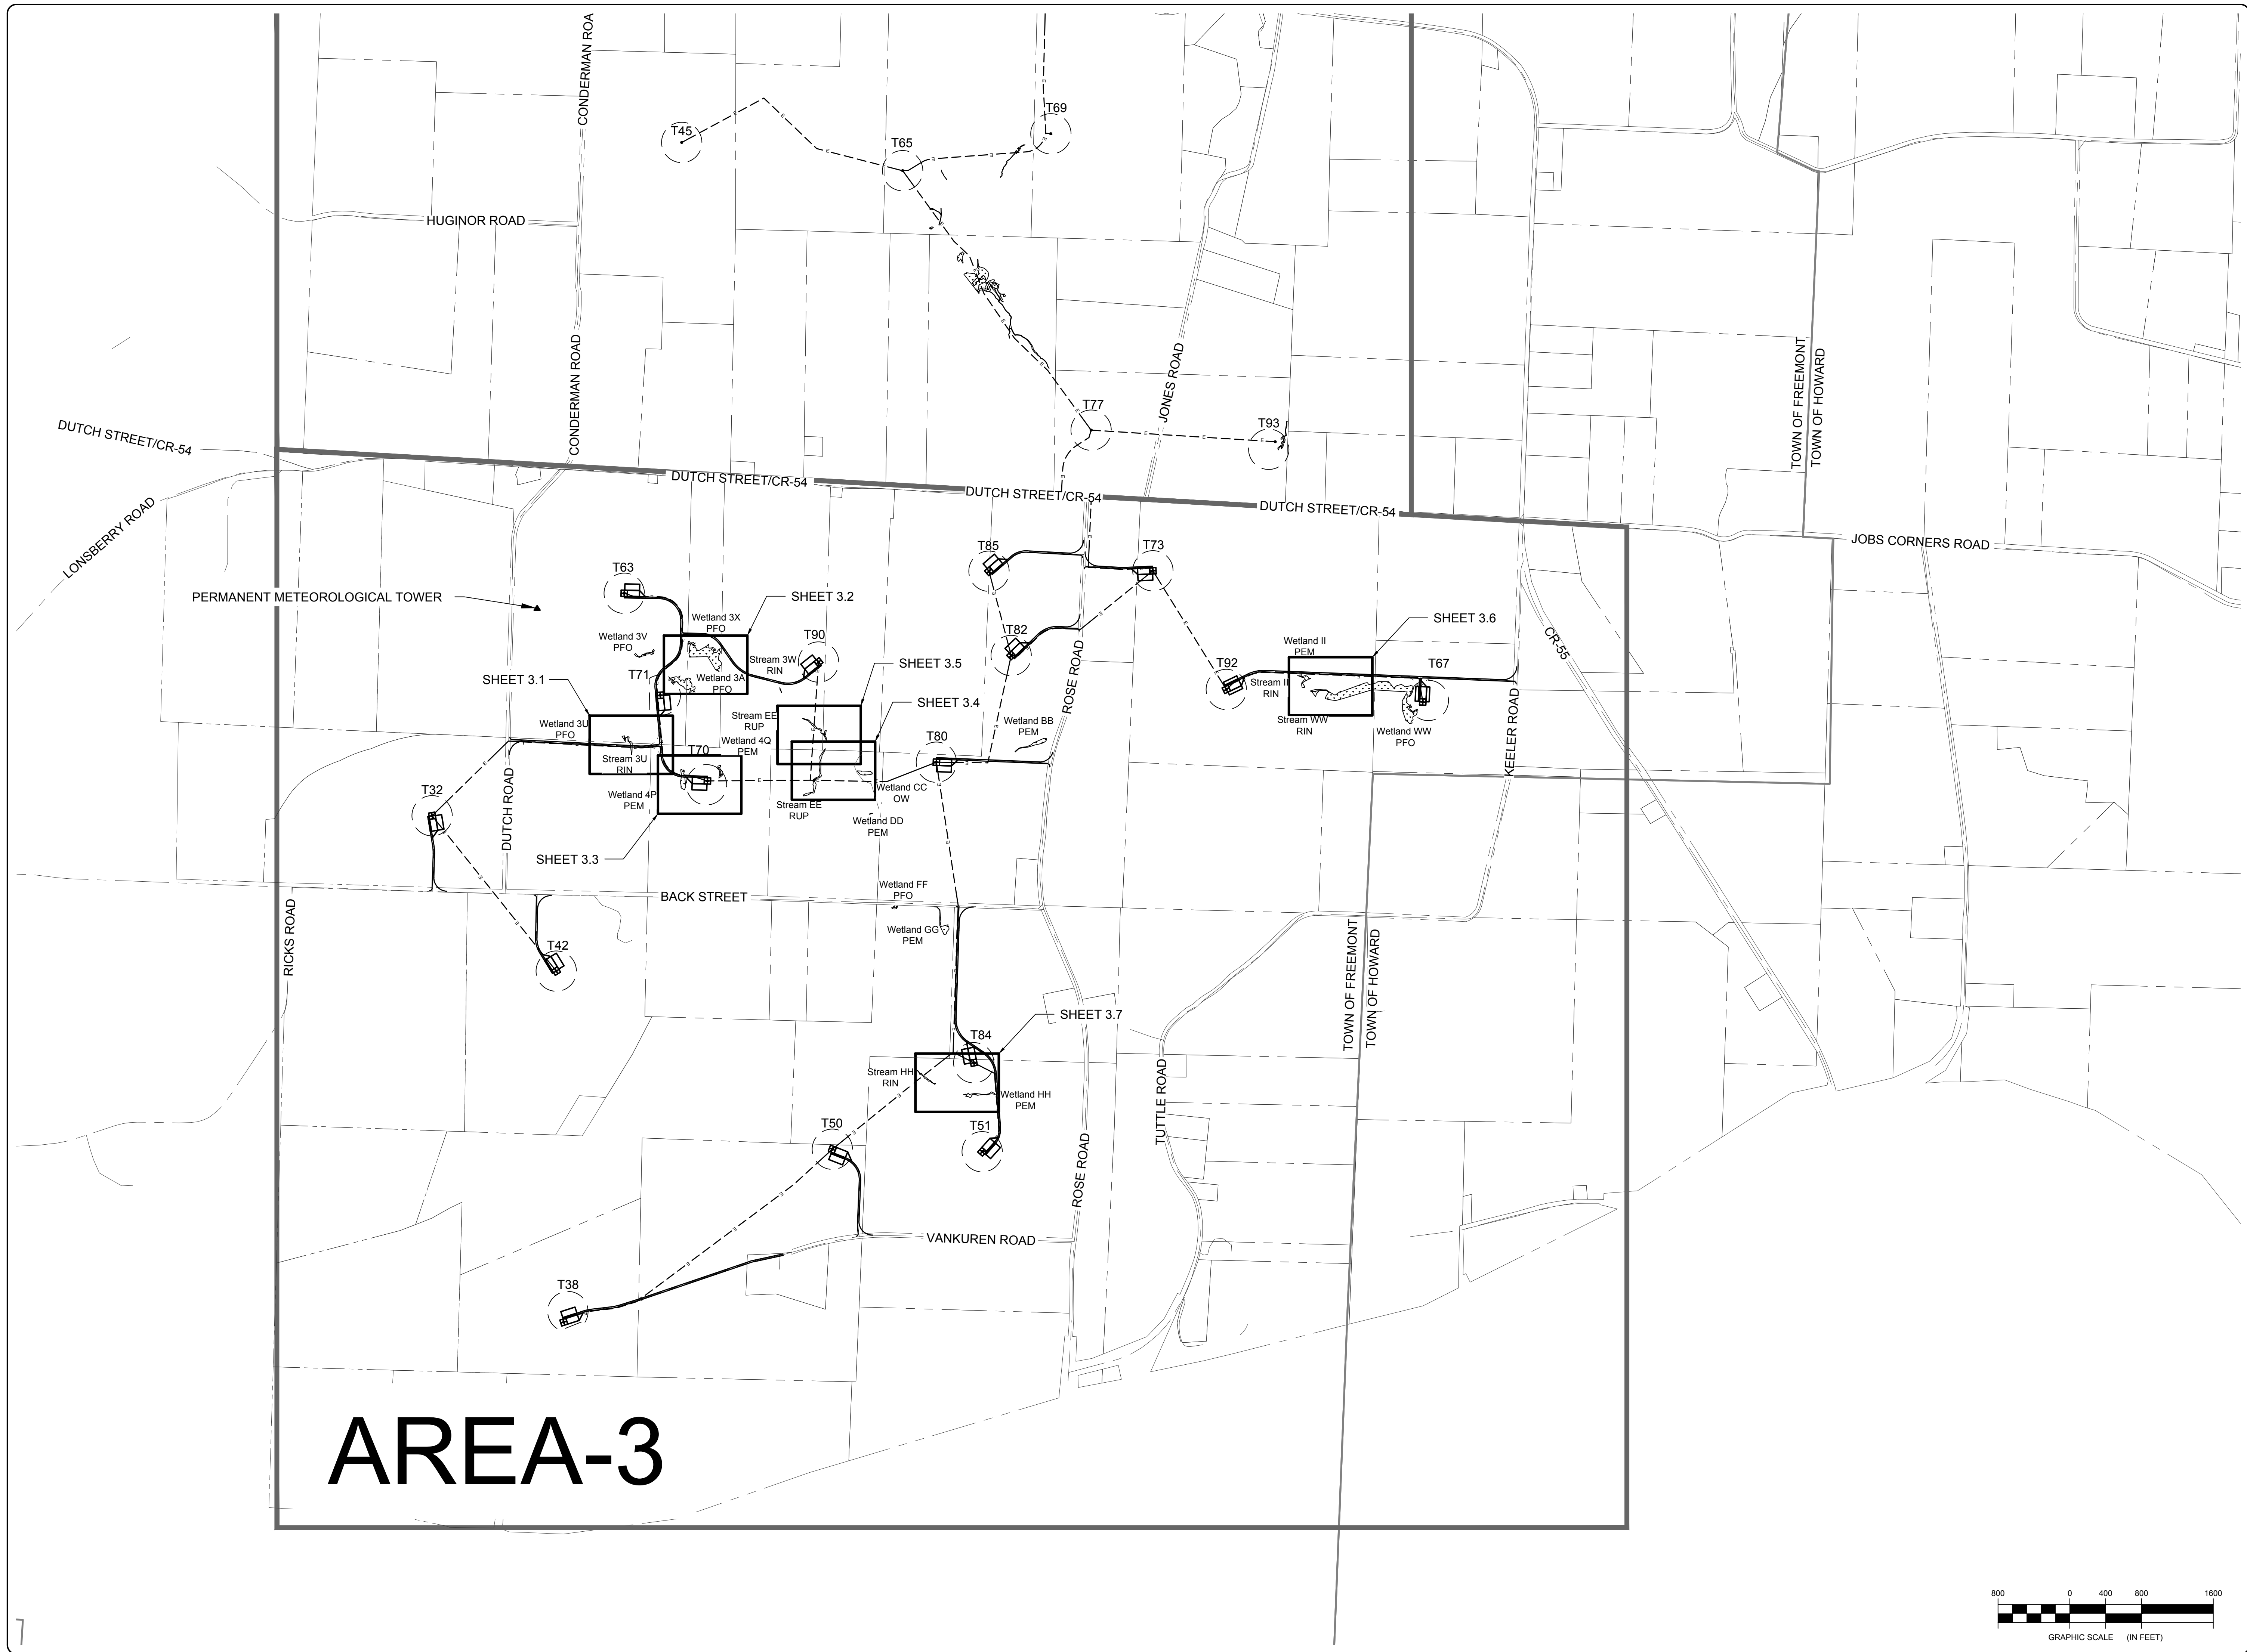 CONDERMAN ROA
T69
T45
T65
HUGINOR ROAD
CONDERMAN ROAD
JONES ROAD
TOWN OF FREEMONT
TOWN OF HOWARD
T77
T93
DUTCH STREET/CR-54
DUTCH STREET/CR-54
DUTCH STREET/CR-54
DUTCH STREET/CR-54
LONSBERRY ROAD
JOBS CORNERS ROAD
T85
T73
T63
PERMANENT METEOROLOGICAL TOWER
SHEET 3.2
Wetland 3X
PFO
SHEET 3.6
T90
T82
Wetland 3V
PFO
Wetland II
PEM
CR-55
Stream 3W
RIN
SHEET 3.5
T92
T67
T71
SHEET 3.1
Wetland 3A
PFO
Stream II
RIN
ROSE ROAD
SHEET 3.4
Wetland 3U
PFO
Stream EE
RUP
Wetland BB
PEM
Stream WW
RIN
Wetland WW
PFO
KEELER ROAD
Wetland 4Q
PEM
T70
T80
Stream 3U
RIN
Wetland 4P
PEM
Wetland CC
OW
Stream EE
RUP
Wetland DD
PEM
T32
DUTCH ROAD
SHEET 3.3
BACK STREET
Wetland FF
PFO
Wetland GG
PEM
RICKS ROAD
T42
TOWN OF FREEMONT
TOWN OF HOWARD
SHEET 3.7
T84
Stream HH
RIN
Wetland HH
PEM
TUTTLE ROAD
T50
T51
ROSE ROAD
VANKUREN ROAD
T38
AREA-3
800 0 400 800 1600
GRAPHIC SCALE (IN FEET)